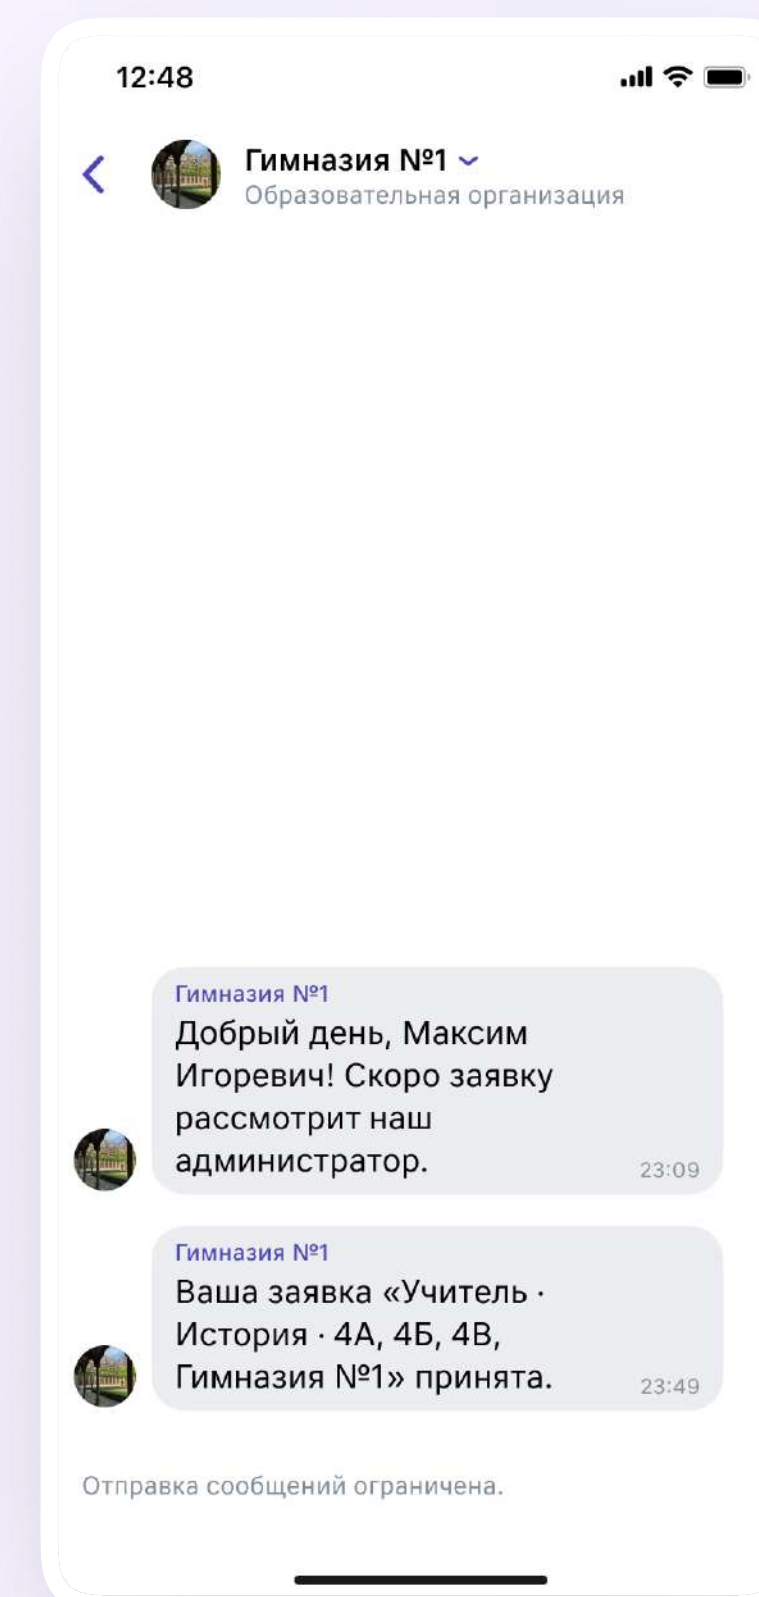 12:48
Гимназия №1
Образовательная организация
Гимназия №1
Добрый день, Максим
Игоревич! Скоро заявку
рассмотрит наш
администратор.
23:09
Гимназия №1
Ваша заявка «Учитель ·
История · 4А, 4Б, 4В,
Гимназия №1» принята.
23:49
Отправка сообщений ограничена.